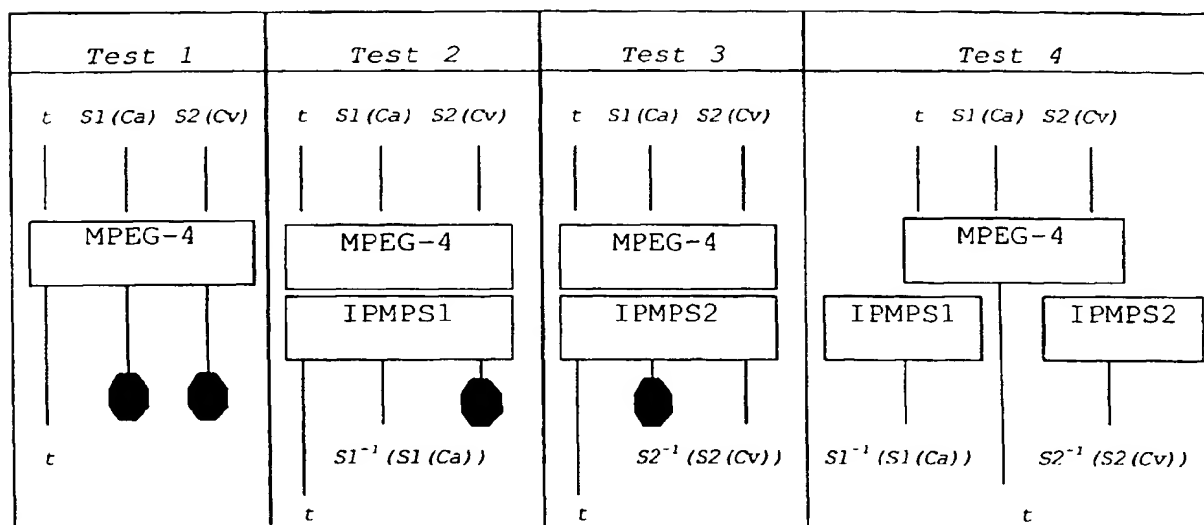 Test 1 Test 2 Test 3 Test 4
t S1(Ca) S2(Cv) t S1(Ca) S2(Cv) t S1(Ca) S2(Cv) t S1(Ca) S2(Cv)
MPEG-4 MPEG-4 MPEG-4 MPEG-4
IPMPS1 IPMPS2 IPMPS1 IPMPS2
t S1⁻¹(S1(Ca)) S2⁻¹(S2(Cv)) S1⁻¹(S1(Ca)) S2⁻¹(S2(Cv))
t t t